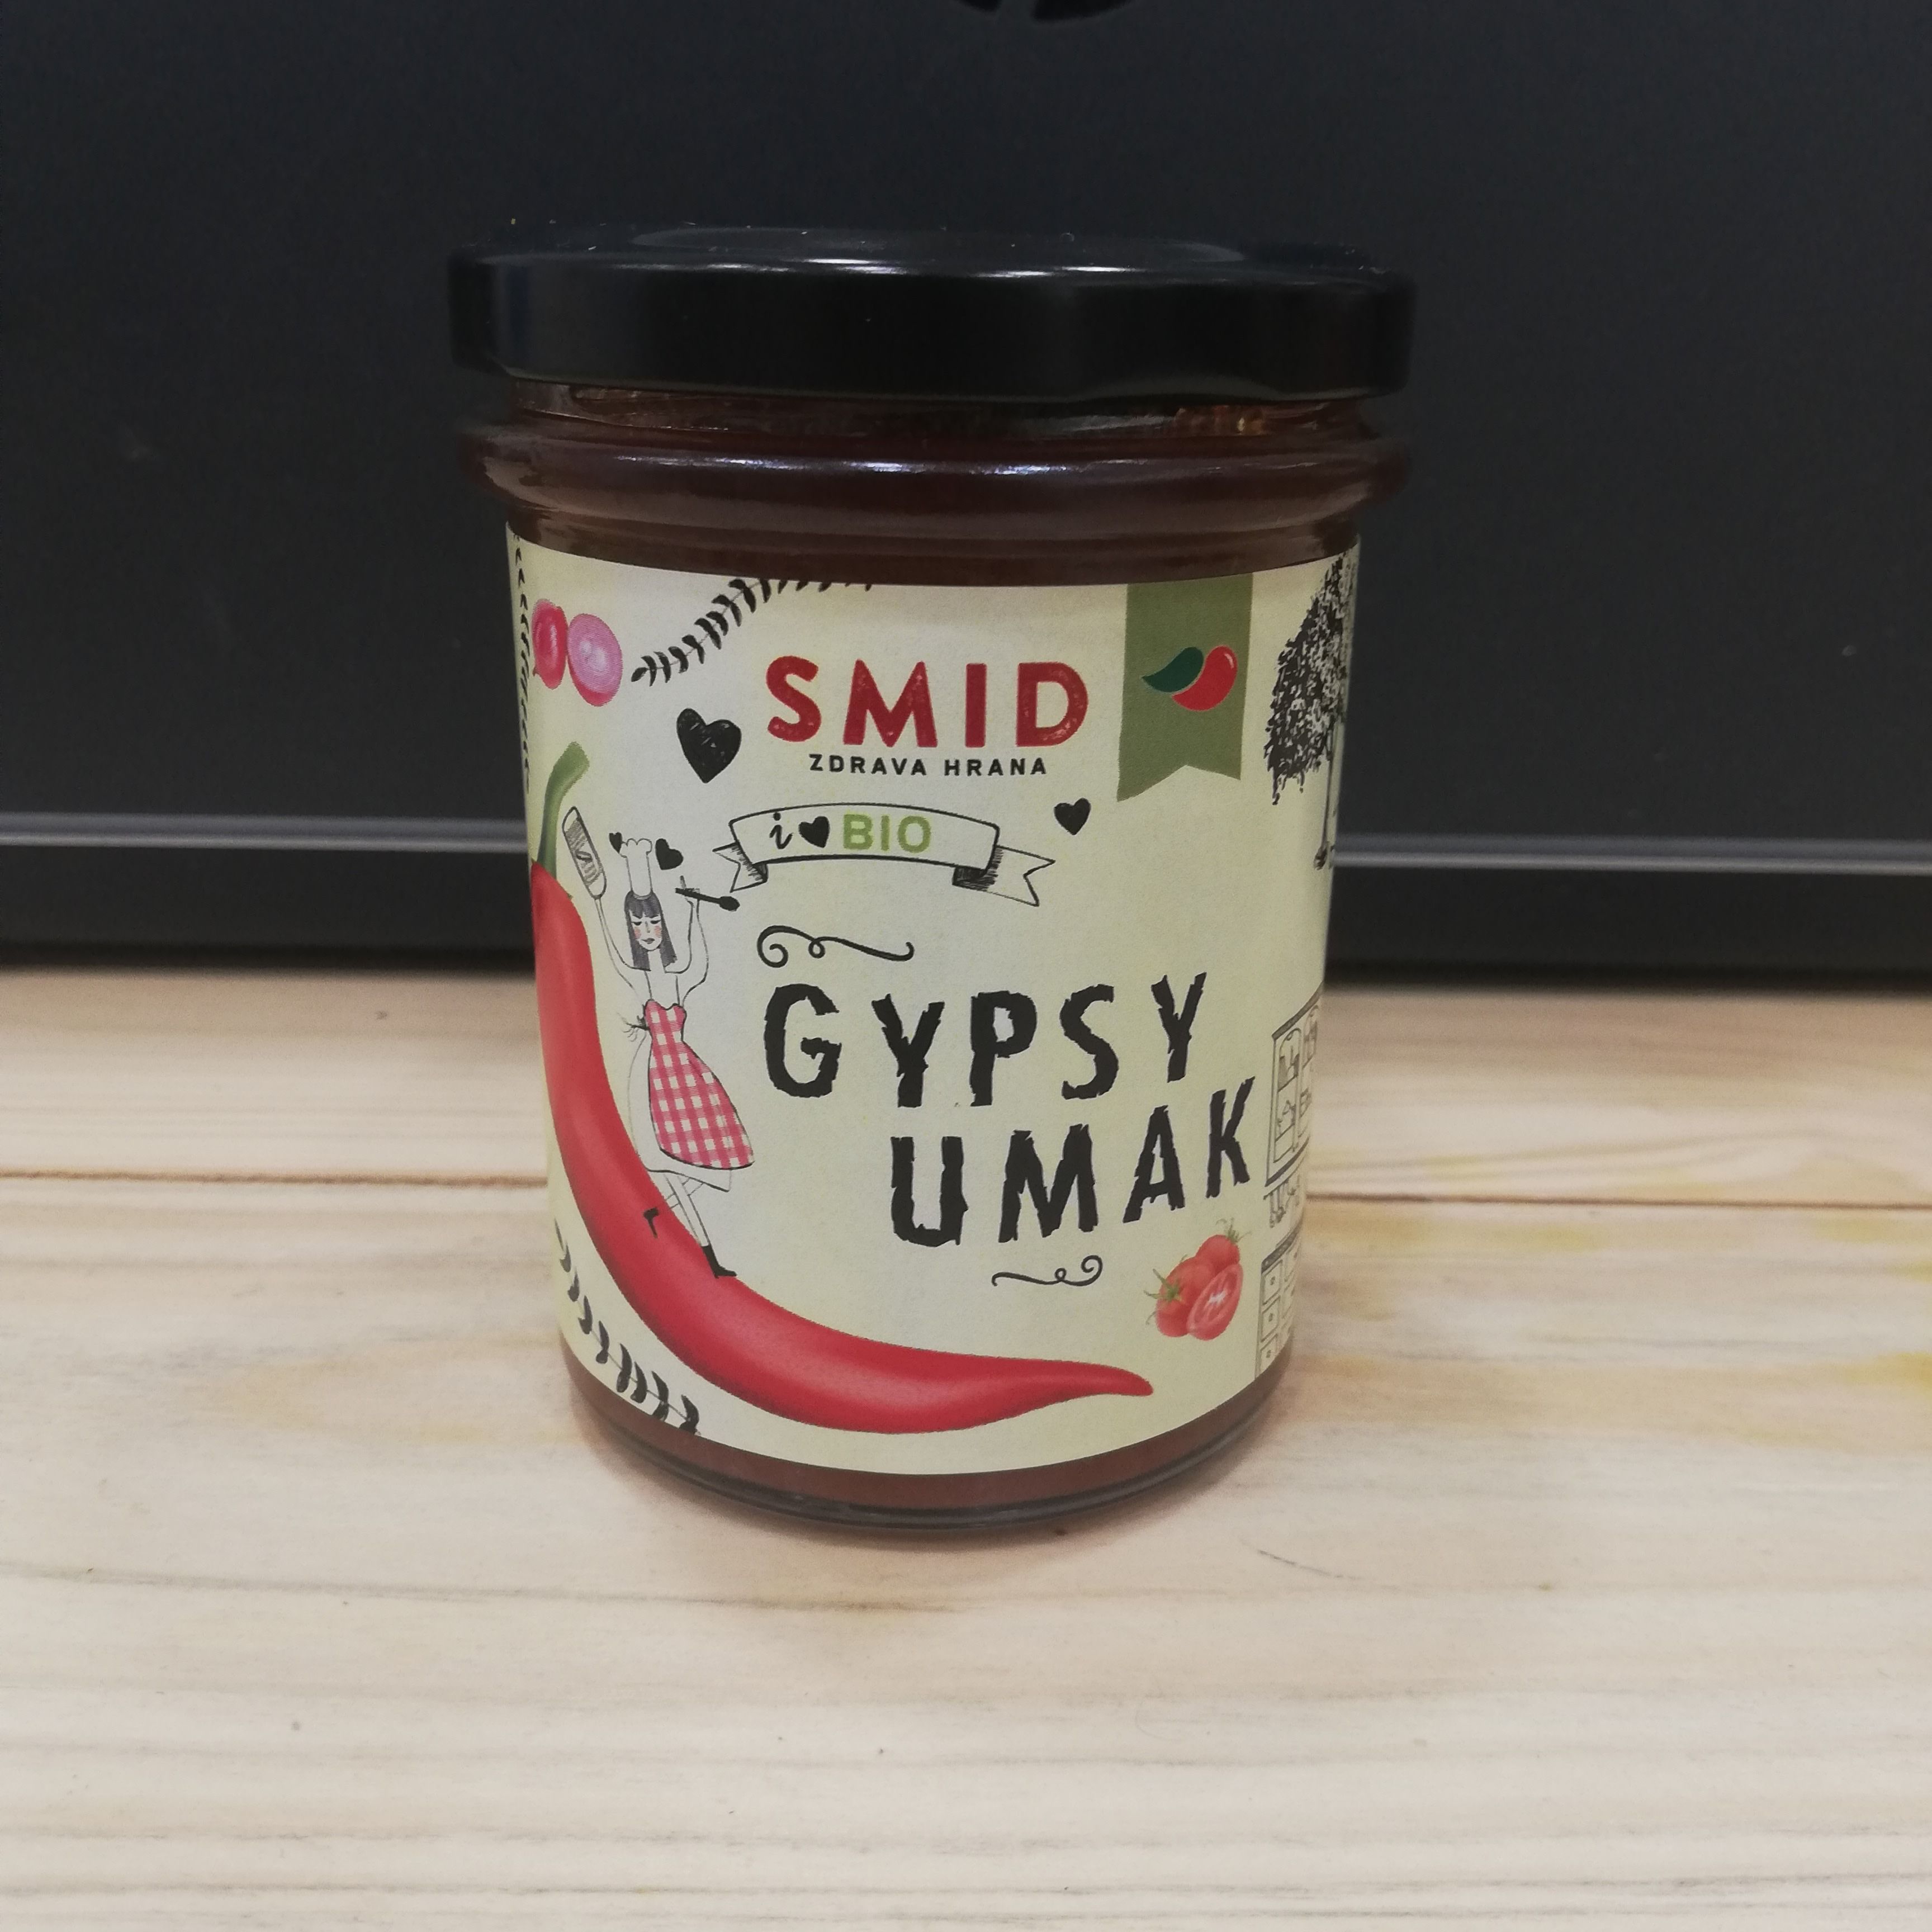 SMID
ZDRAVA HRANA
i BIO
GYPSY
UMAK